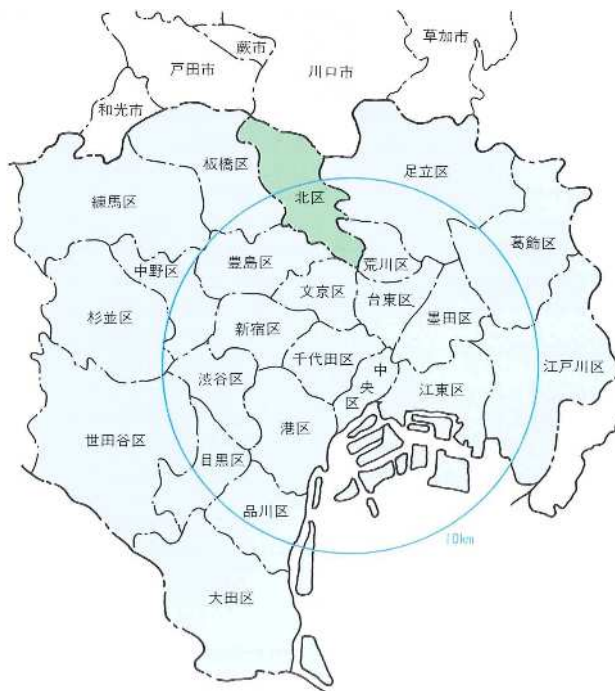 蕨市
草加市
戸田市
川口市
和光市
板橋区
足立区
練馬区
北区
葛飾区
中野区
豊島区
荒川区
文京区
台東区
杉並区
新宿区
墨田区
千代田区
中央区
江戸川区
渋谷区
江東区
世田谷区
目黒区
港区
品川区
10km
大田区